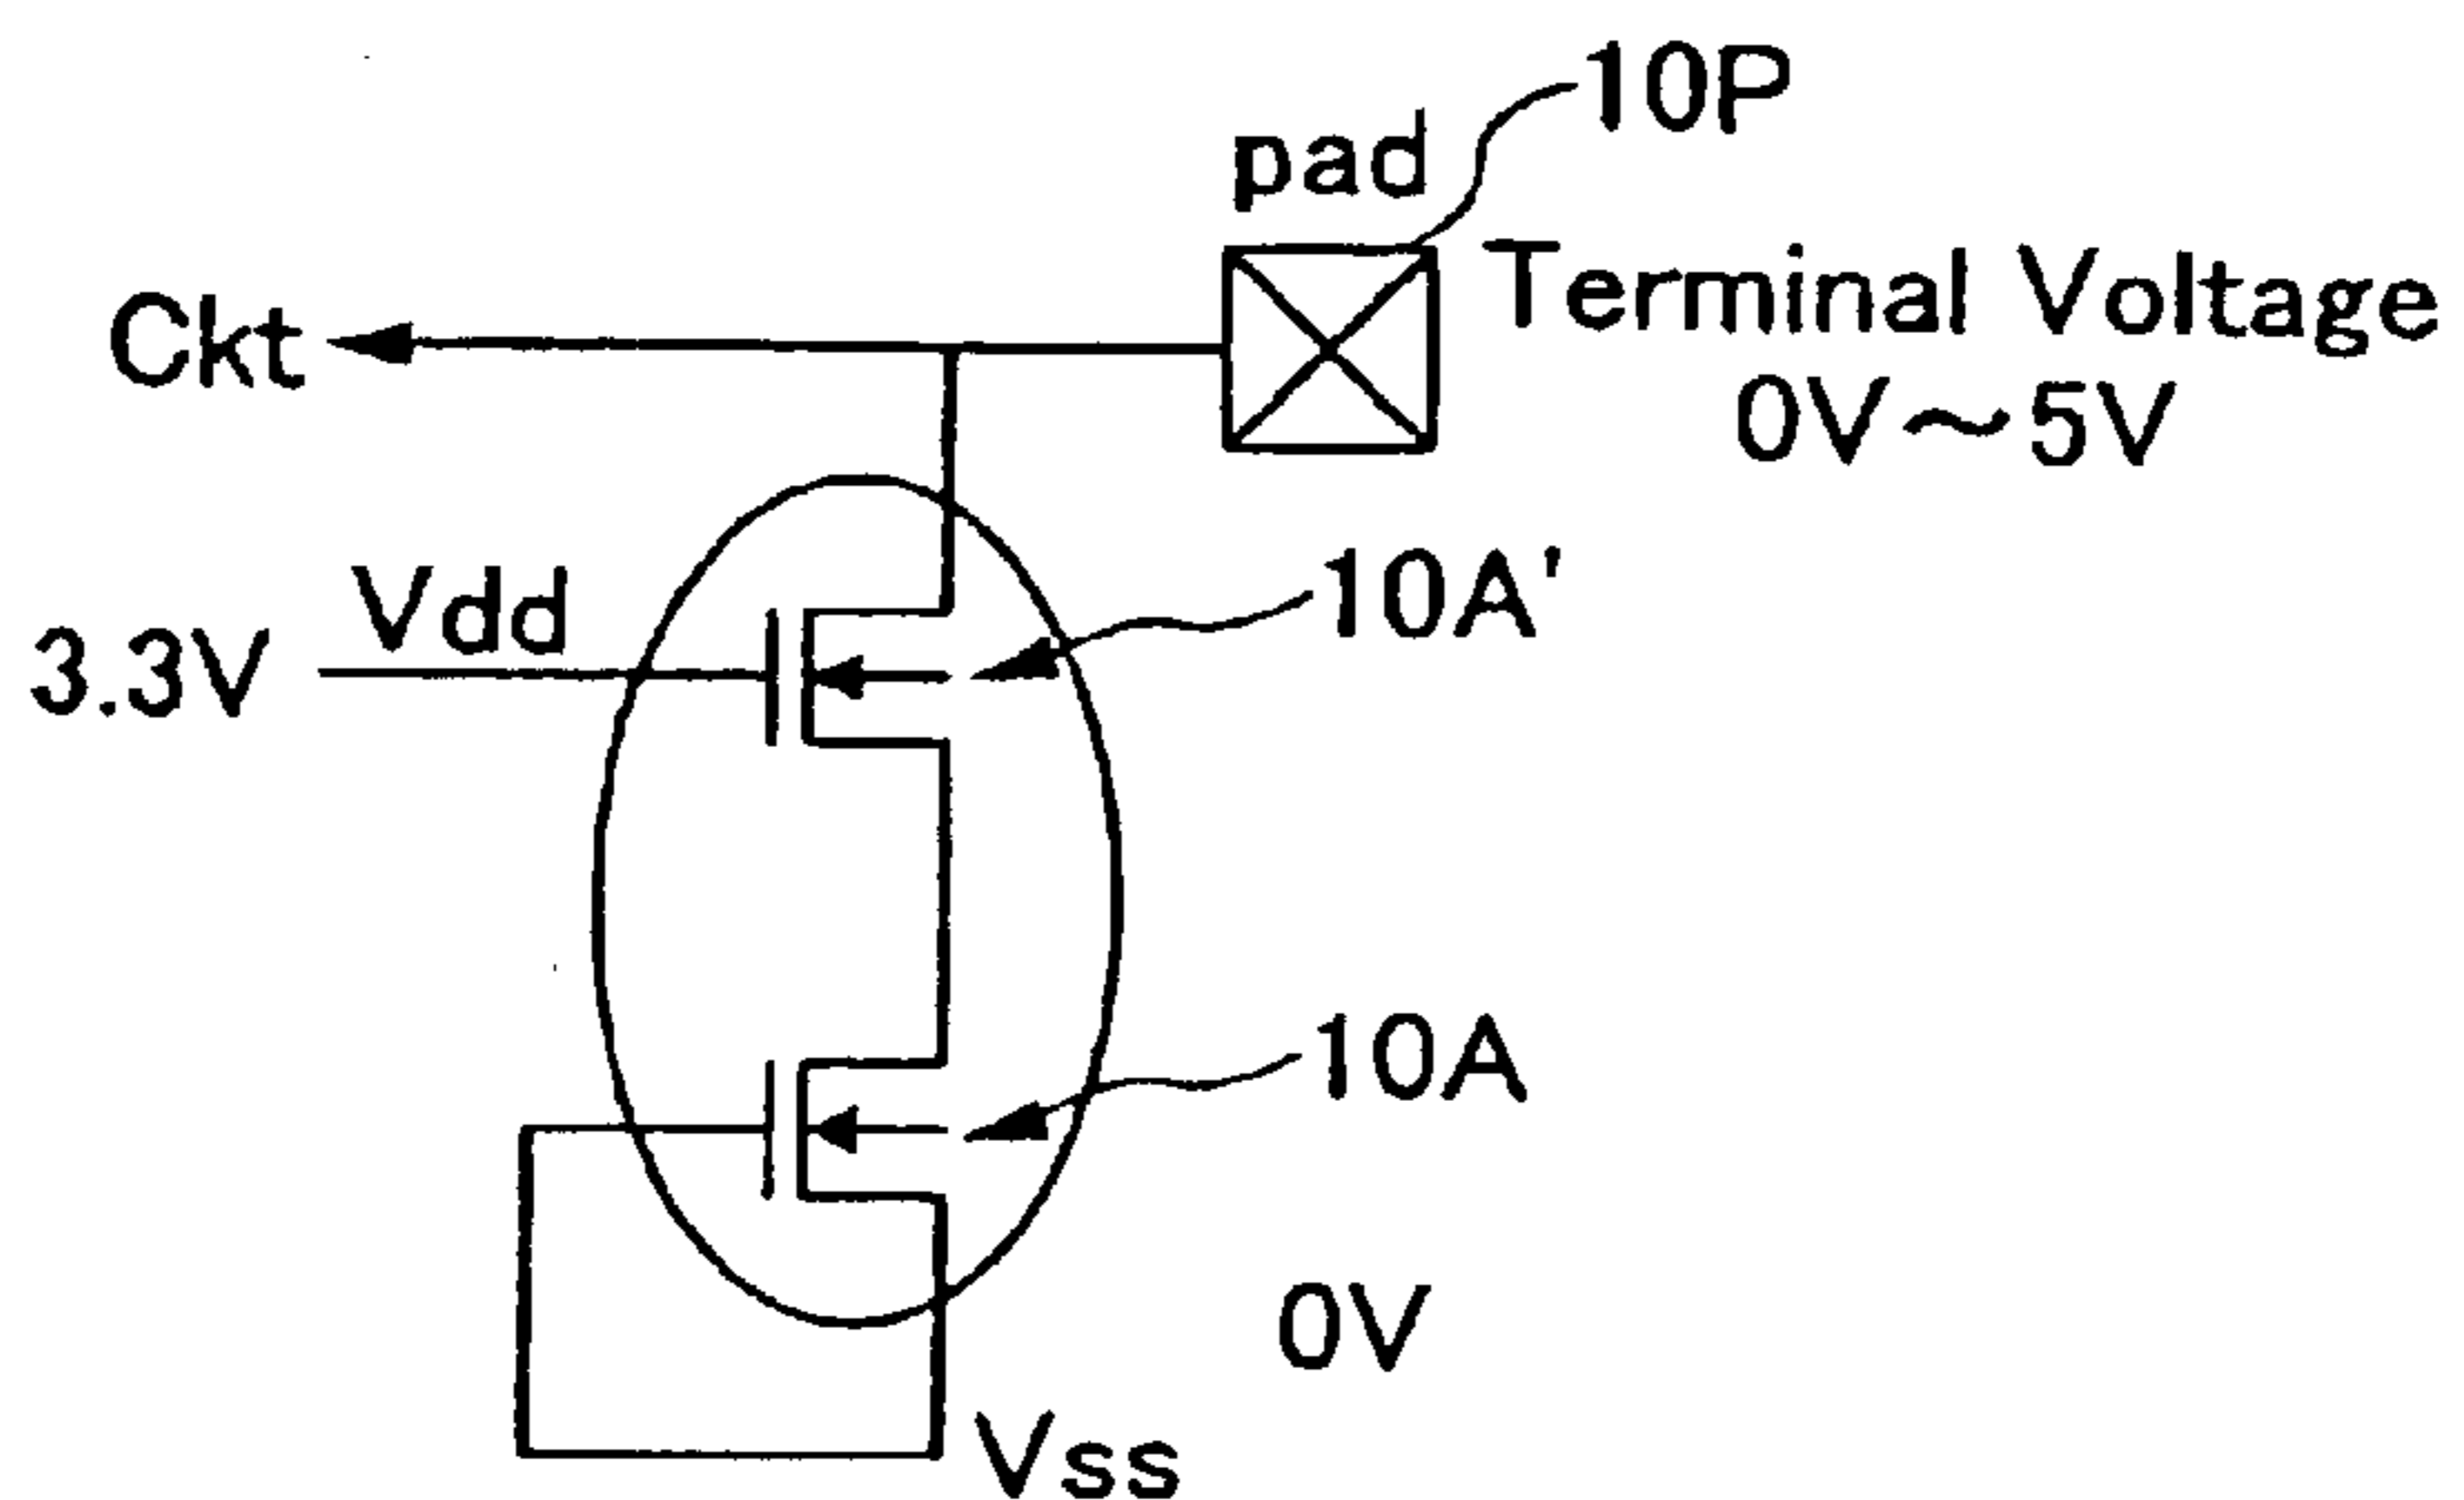 10P
pad
Terminal Voltage
0V～5V
Ckt
10A'
Vdd
3.3V
10A
0V
Vss